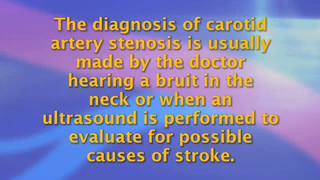 The diagnosis of carotid
artery stenosis is usually
made by the doctor
hearing a bruit in the
neck or when an
ultrasound is performed to
evaluate for possible
causes of stroke.